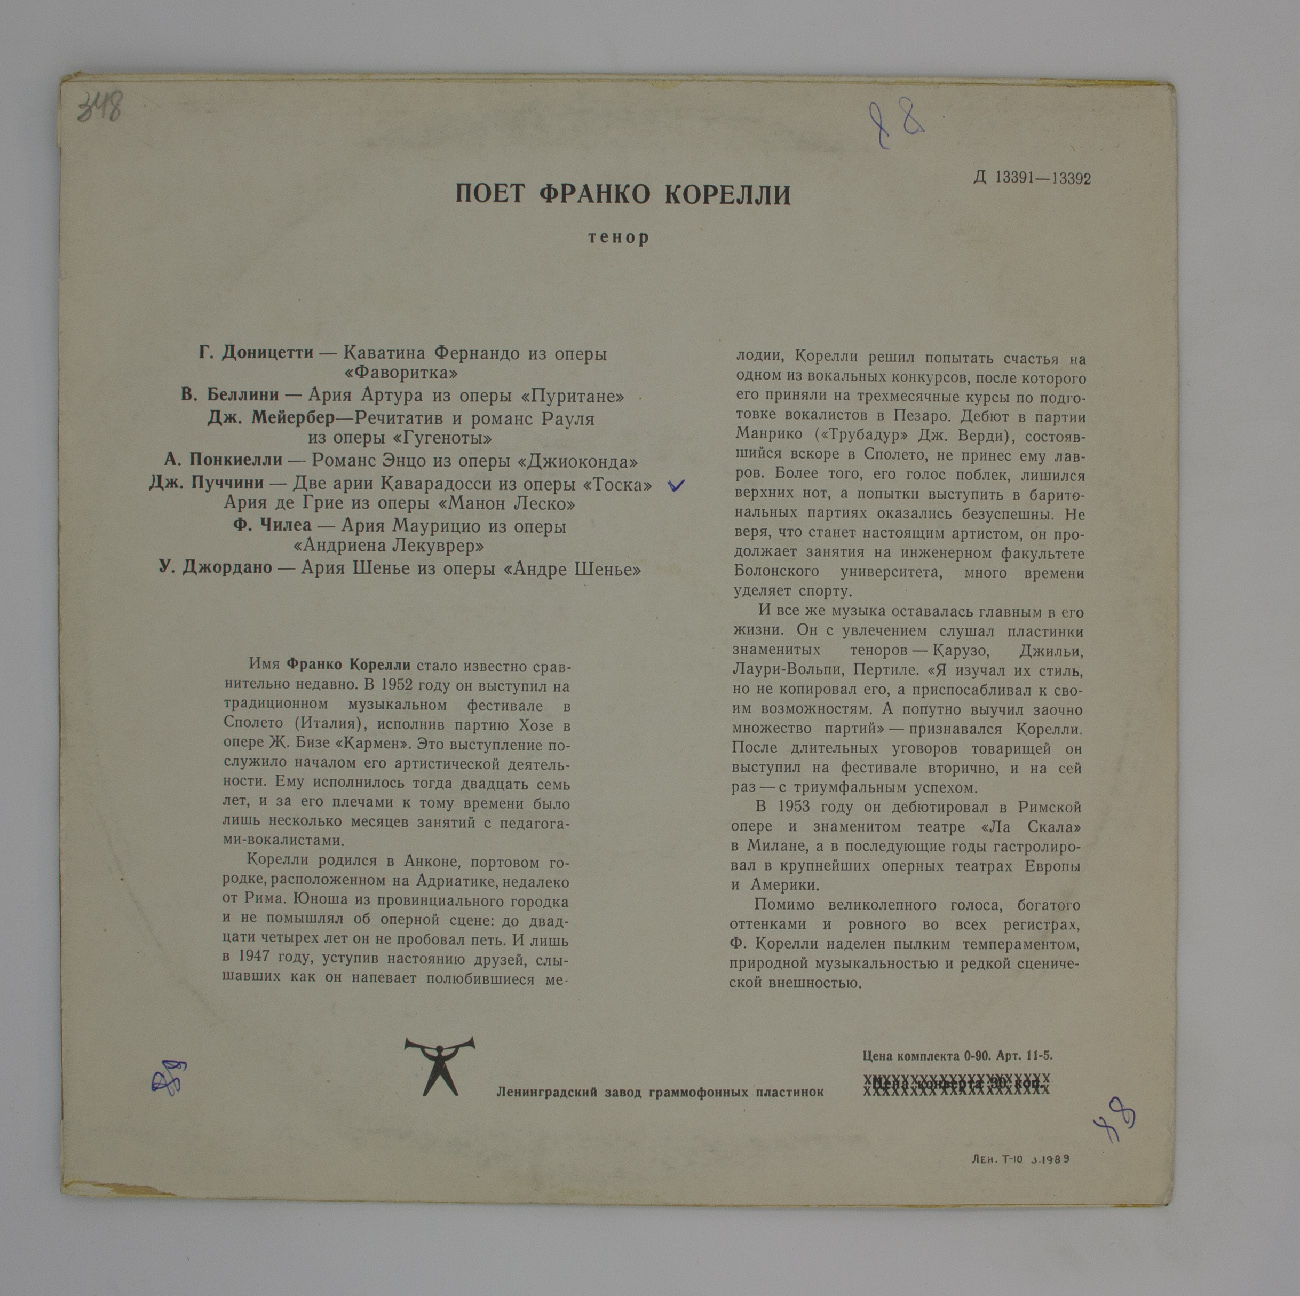 348
88
Д 13391—13392
ПОЕТ ФРАНКО КОРЕЛЛИ
тенор
Г. Доницетти — Каватина Фернандо из оперы
«Фаворитка»
В. Беллини — Ария Артура из оперы «Пуритане»
Дж. Мейербер—Речитатив и романс Рауля
из оперы «Гугеноты»
А. Понкиелли — Романс Энцо из оперы «Джиоконда»
Дж. Пуччини — Две арии Каварадосси из оперы «Тоска»
Ария де Грие из оперы «Манон Леско»
Ф. Чилеа — Ария Маурицио из оперы
«Андриена Лекуврер»
У. Джордано — Ария Шенье из оперы «Андре Шенье»
Имя Франко Корелли стало известно срав-
нительно недавно. В 1952 году он выступил на
традиционном музыкальном фестивале в
Сполето (Италия), исполнив партию Хозе в
опере Ж. Бизе «Кармен». Это выступление по-
служило началом его артистической деятель-
ности. Ему исполнилось тогда двадцать семь
лет, и за его плечами к тому времени было
лишь несколько месяцев занятий с педагога-
ми-вокалистами.
Корелли родился в Анконе, портовом го-
родке, расположенном на Адриатике, недалеко
от Рима. Юноша из провинциального городка
и не помышлял об оперной сцене: до двад-
цати четырех лет он не пробовал петь. И лишь
в 1947 году, уступив настоянию друзей, слы-
шавших как он напевает полюбившиеся ме-
лодии, Корелли решил попытать счастья на
одном из вокальных конкурсов, после которого
его приняли на трехмесячные курсы по подго-
товке вокалистов в Пезаро. Дебют в партии
Манрико («Трубадур» Дж. Верди), состояв-
шийся вскоре в Сполето, не принес ему лав-
ров. Более того, его голос поблек, лишился
верхних нот, а попытки выступить в барито-
нальных партиях оказались безуспешны. Не
веря, что станет настоящим артистом, он про-
должает занятия на инженерном факультете
Болонского университета, много времени
уделяет спорту.
И все же музыка оставалась главным в его
жизни. Он с увлечением слушал пластинки
знаменитых теноров — Карузо, Джильи,
Лаури-Вольпи, Пертиле. «Я изучал их стиль,
но не копировал его, а приспосабливал к сво-
им возможностям. А попутно выучил заочно
множество партий» — признавался Корелли.
После длительных уговоров товарищей он
выступил на фестивале вторично, и на сей
раз — с триумфальным успехом.
В 1953 году он дебютировал в Римской
опере и знаменитом театре «Ла Скала»
в Милане, а в последующие годы гастролиро-
вал в крупнейших оперных театрах Европы
и Америки.
Помимо великолепного голоса, богатого
оттенками и ровного во всех регистрах,
Ф. Корелли наделен пылким темпераментом,
природной музыкальностью и редкой сцениче-
ской внешностью.
Ленинградский завод граммофонных пластинок
Цена комплекта 0-90. Арт. 11-5.
Цена конверта коп.
88
Лен. Т-10 з.1989